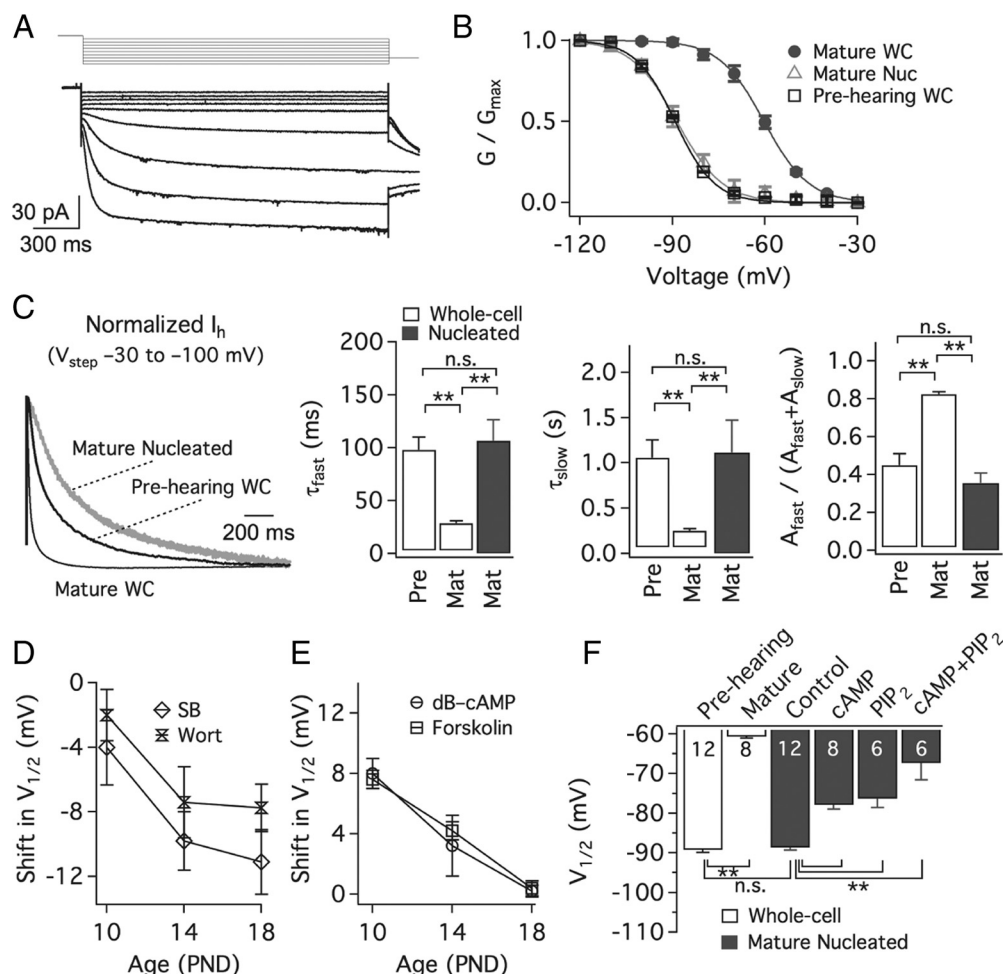 A
30 pA
300 ms
B
G / Gmax
1.0
0.5
0.0
Mature WC
Mature Nuc
Pre-hearing WC
-120
-90
-60
-30
Voltage (mV)
C
Normalized Ih
(Vstep –30 to –100 mV)
Mature Nucleated
Pre-hearing WC
200 ms
Mature WC
τfast (ms)
200
150
100
50
0
Whole-cell
Nucleated
n.s.
**
**
Pre
Mat
Mat
τslow (s)
2.0
1.5
1.0
0.5
0.0
n.s.
**
**
Pre
Mat
Mat
Afast / (Afast+Aslow)
1.0
0.8
0.6
0.4
0.2
0.0
n.s.
**
**
Pre
Mat
Mat
D
Shift in V1/2 (mV)
0
-4
-8
-12
SB
Wort
10
14
18
Age (PND)
E
Shift in V1/2 (mV)
12
8
4
0
dB–cAMP
Forskolin
10
14
18
Age (PND)
F
Pre-hearing
Mature
Control
cAMP
PIP2
cAMP+PIP2
V1/2 (mV)
-60
-70
-80
-90
-100
-110
12
8
12
8
6
6
**
n.s.
**
Whole-cell
Mature Nucleated